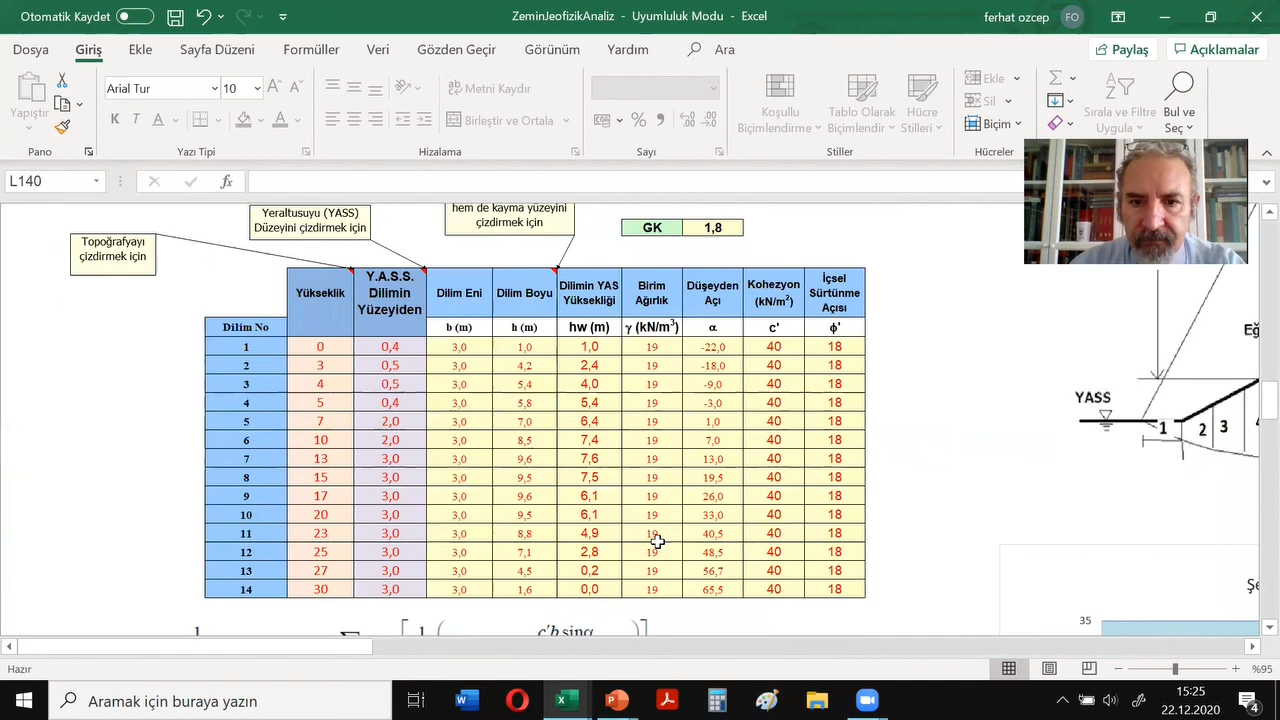 Otomatik Kaydet
ZeminJeofizikAnaliz - Uyumluluk Modu - Excel
ferhat ozcep FO
Dosya Giriş Ekle Sayfa Düzeni Formüller Veri Gözden Geçir Görünüm Yardım Ara
Paylaş Açıklamalar
Yapıştır
Arial Tur 10
K T A
Metni Kaydır
Birleştir ve Ortala
Koşullu Biçimlendirme
Tablo Olarak Biçimlendir
Hücre Stilleri
Ekle
Sil
Biçim
Sırala ve Filtre Uygula
Bul ve Seç
Pano Yazı Tipi Hizalama Sayı Stiller Hücreler
L140 fx
Topoğrafyayı
çizdirmek için
Yeraltusuyu (YASS)
Düzeyini çizdirmek için
hem de kayma yüzeyini
çizdirmek için
GK 1,8
Yükseklik Y.A.S.S. Dilimin Yüzeyiden Dilim Eni Dilim Boyu Dilimin YAS Yüksekliği Birim Ağırlık Düşeyden Açı Kohezyon (kN/m²) İçsel Sürtünme Açısı
Dilim No b (m) h (m) hw (m) γ (kN/m³) α c' ϕ'
1 0 0,4 3,0 1,0 1,0 19 -22,0 40 18
2 3 0,5 3,0 4,2 2,4 19 -18,0 40 18
3 4 0,5 3,0 5,4 4,0 19 -9,0 40 18
4 5 0,4 3,0 5,8 5,4 19 -3,0 40 18
5 7 2,0 3,0 7,0 6,4 19 1,0 40 18
6 10 2,0 3,0 8,5 7,4 19 7,0 40 18
7 13 3,0 3,0 9,6 7,6 19 13,0 40 18
8 15 3,0 3,0 9,5 7,5 19 19,5 40 18
9 17 3,0 3,0 9,6 6,1 19 26,0 40 18
10 20 3,0 3,0 9,5 6,1 19 33,0 40 18
11 23 3,0 3,0 8,8 4,9 19 40,5 40 18
12 25 3,0 3,0 7,1 2,8 19 48,5 40 18
13 27 3,0 3,0 4,5 0,2 19 56,7 40 18
14 30 3,0 3,0 1,6 0,0 19 65,5 40 18
c'b sinα
Eğ
YASS
1 2 3
Şe
35
Hazır
%95
Aramak için buraya yazın
15:25
22.12.2020
4